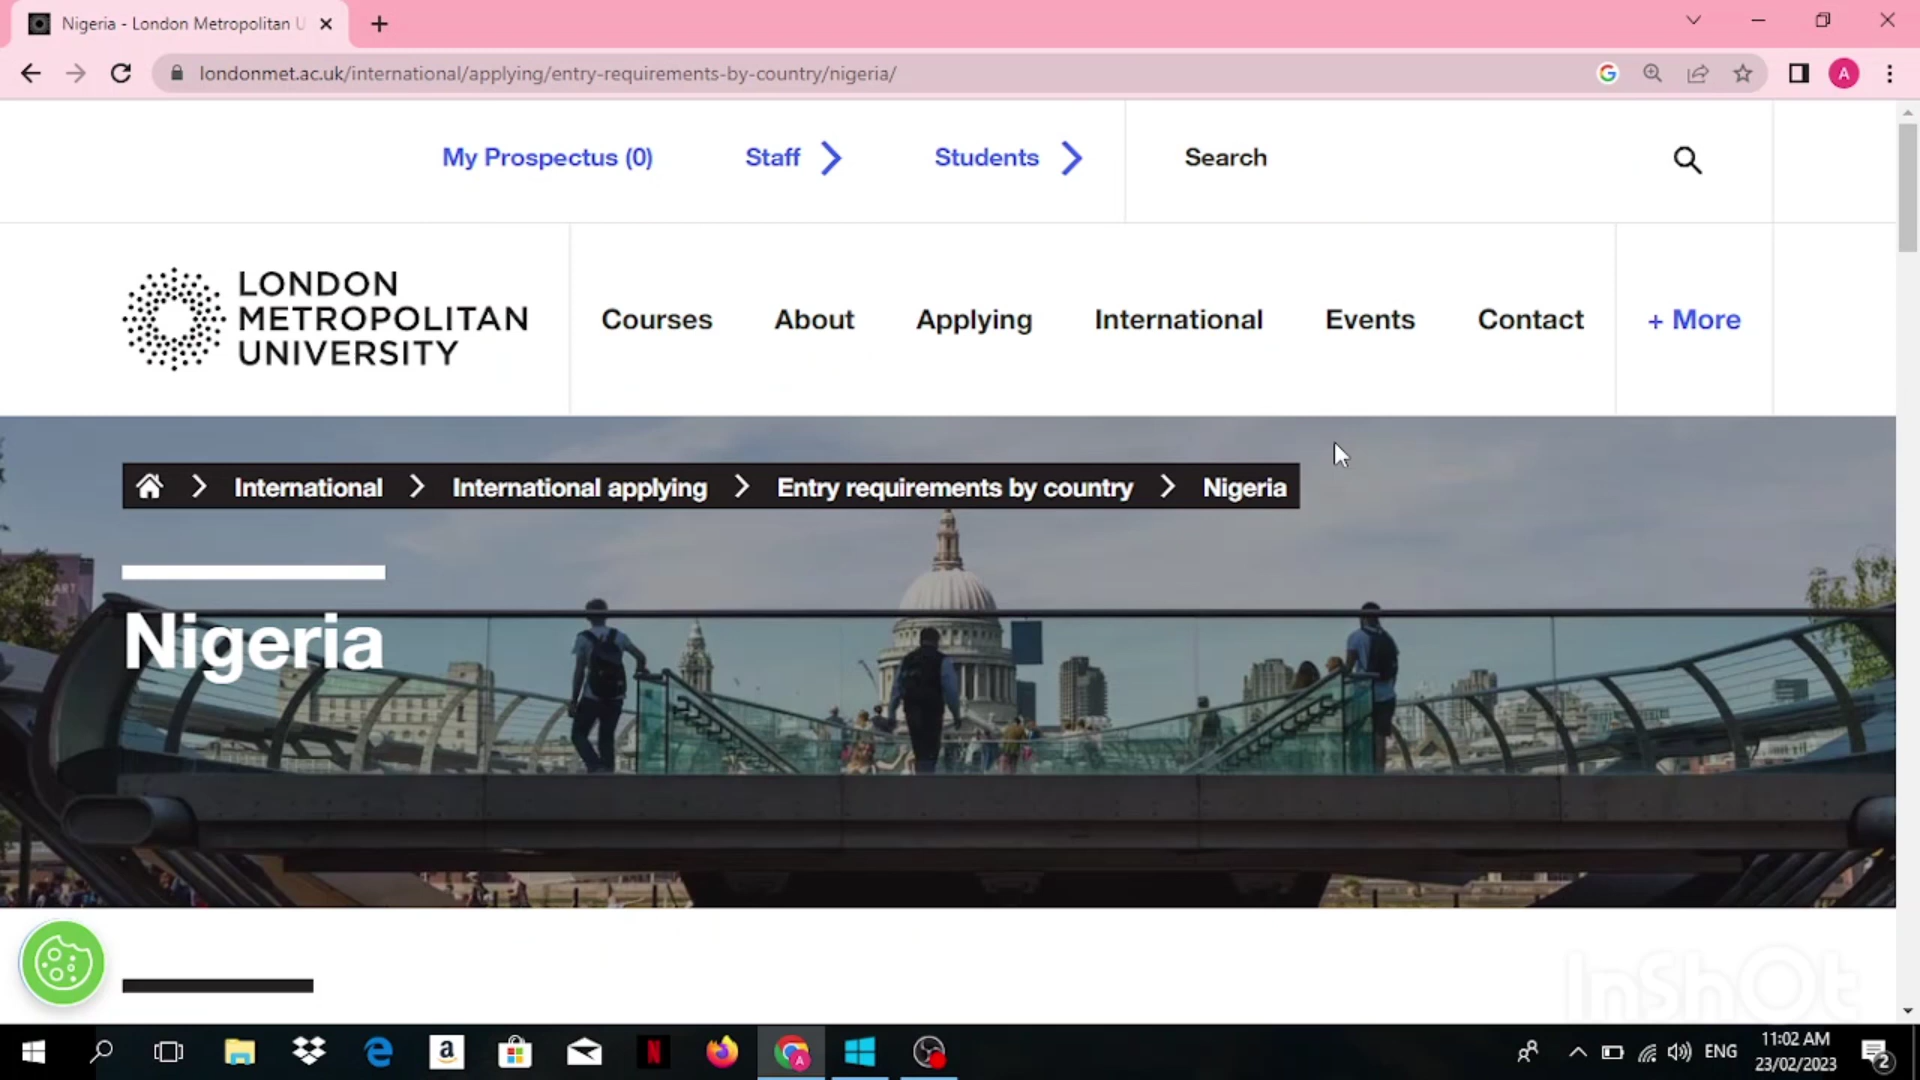 Nigeria - London Metropolitan U
londonmet.ac.uk/international/applying/entry-requirements-by-country/nigeria/
A
My Prospectus (0)
Staff
Students
Search
LONDON
METROPOLITAN
UNIVERSITY
Courses
About
Applying
International
Events
Contact
+ More
International
International applying
Entry requirements by country
Nigeria
Nigeria
InShOt
ENG
11:02 AM
23/02/2023
2